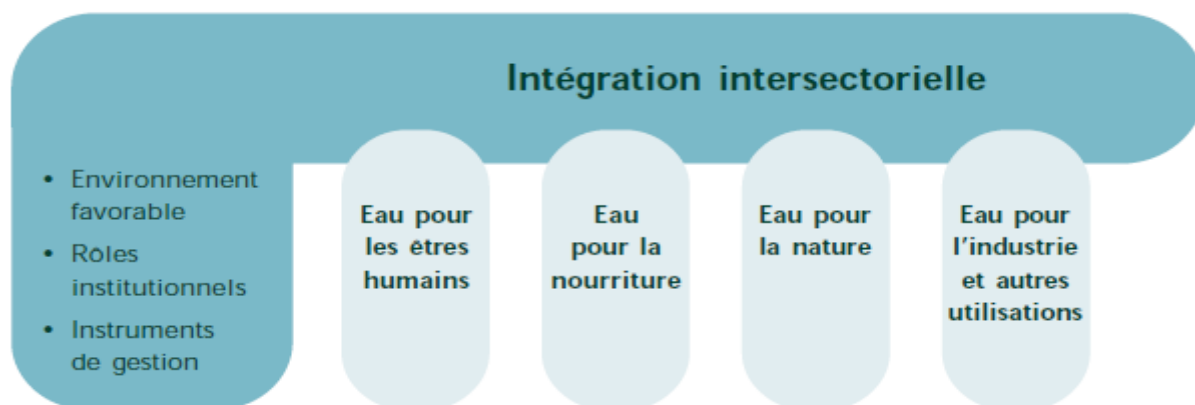 Intégration intersectorielle
• Environnement
favorable
• Rôles
institutionnels
• Instruments
de gestion
Eau pour
les êtres
humains
Eau
pour la
nourriture
Eau pour
la nature
Eau pour
l'industrie
et autres
utilisations